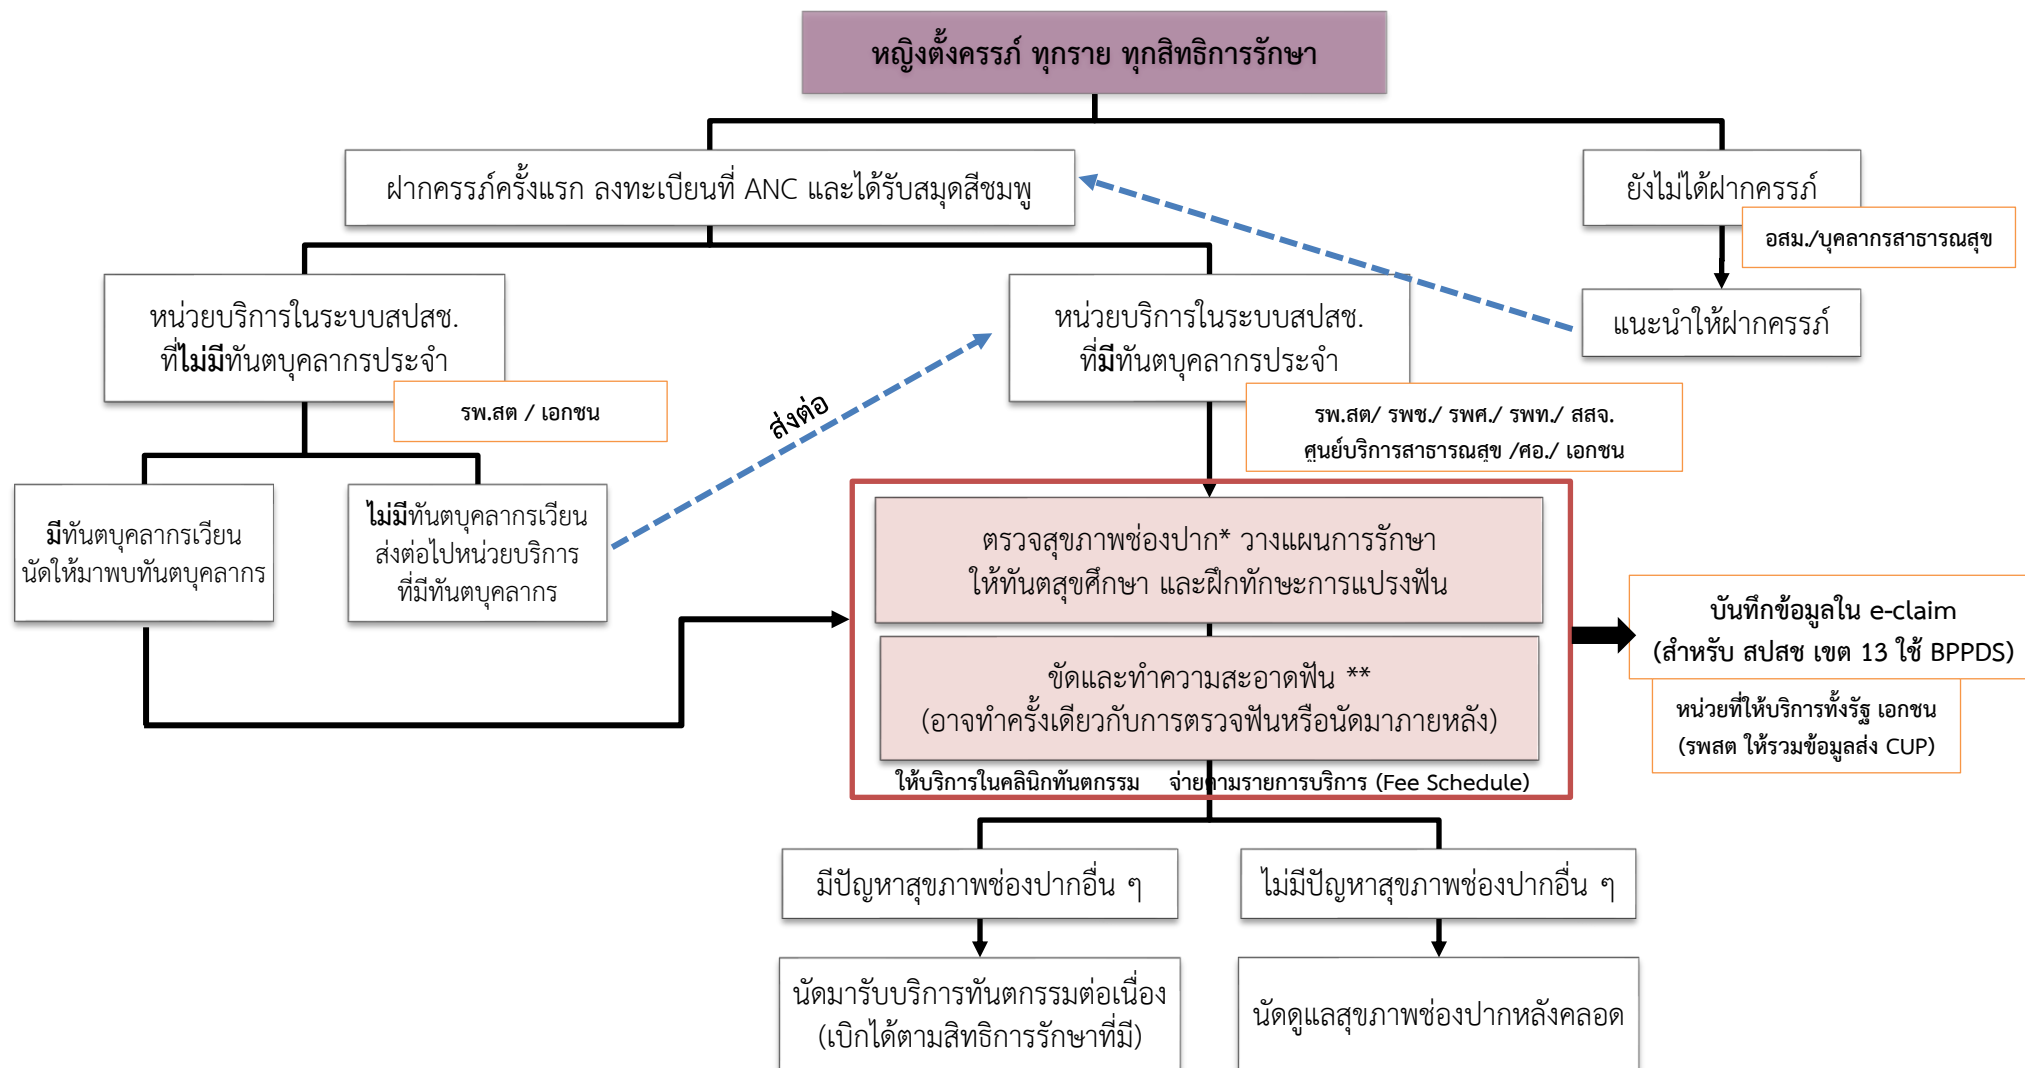 หญิงตั้งครรภ์ ทุกราย ทุกสิทธิการรักษา
ฝากครรภ์ครั้งแรก ลงทะเบียนที่ ANC และได้รับสมุดสีชมพู
ยังไม่ได้ฝากครรภ์
อสม./บุคลากรสาธารณสุข
แนะนำให้ฝากครรภ์
หน่วยบริการในระบบสปสช.
ที่ไม่มีทันตบุคลากรประจำ
รพ.สต / เอกชน
หน่วยบริการในระบบสปสช.
ที่มีทันตบุคลากรประจำ
รพ.สต/ รพช./ รพศ./ รพท./ สสจ.
ศูนย์บริการสาธารณสุข /ศอ./ เอกชน
ส่งต่อ
มีทันตบุคลากรเวียน
นัดให้มาพบทันตบุคลากร
ไม่มีทันตบุคลากรเวียน
ส่งต่อไปหน่วยบริการ
ที่มีทันตบุคลากร
ตรวจสุขภาพช่องปาก* วางแผนการรักษา
ให้ทันตสุขศึกษา และฝึกทักษะการแปรงฟัน
ขัดและทำความสะอาดฟัน **
(อาจทำครั้งเดียวกับการตรวจฟันหรือนัดมาภายหลัง)
ให้บริการในคลินิกทันตกรรม จ่ายตามรายการบริการ (Fee Schedule)
บันทึกข้อมูลใน e-claim
(สำหรับ สปสช เขต 13 ใช้ BPPDS)
หน่วยที่ให้บริการทั้งรัฐ เอกชน
(รพสต ให้รวมข้อมูลส่ง CUP)
มีปัญหาสุขภาพช่องปากอื่น ๆ
ไม่มีปัญหาสุขภาพช่องปากอื่น ๆ
นัดมารับบริการทันตกรรมต่อเนื่อง
(เบิกได้ตามสิทธิการรักษาที่มี)
นัดดูแลสุขภาพช่องปากหลังคลอด